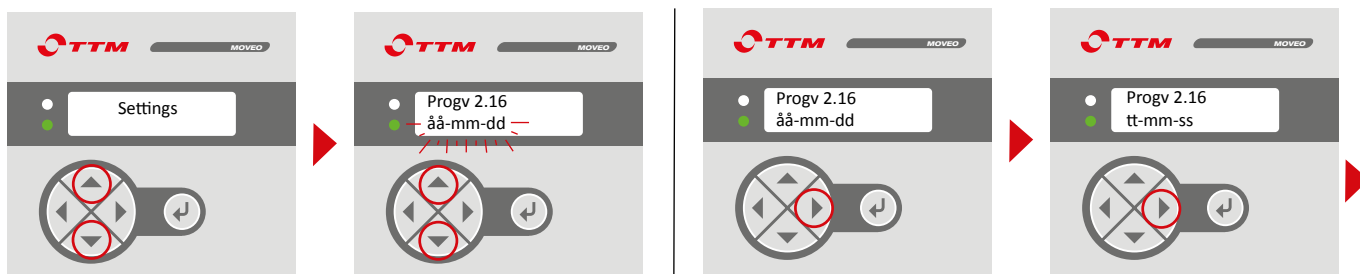 TTM MOVEO
Settings
TTM MOVEO
Progv 2.16
åå-mm-dd
TTM MOVEO
Progv 2.16
åå-mm-dd
TTM MOVEO
Progv 2.16
tt-mm-ss